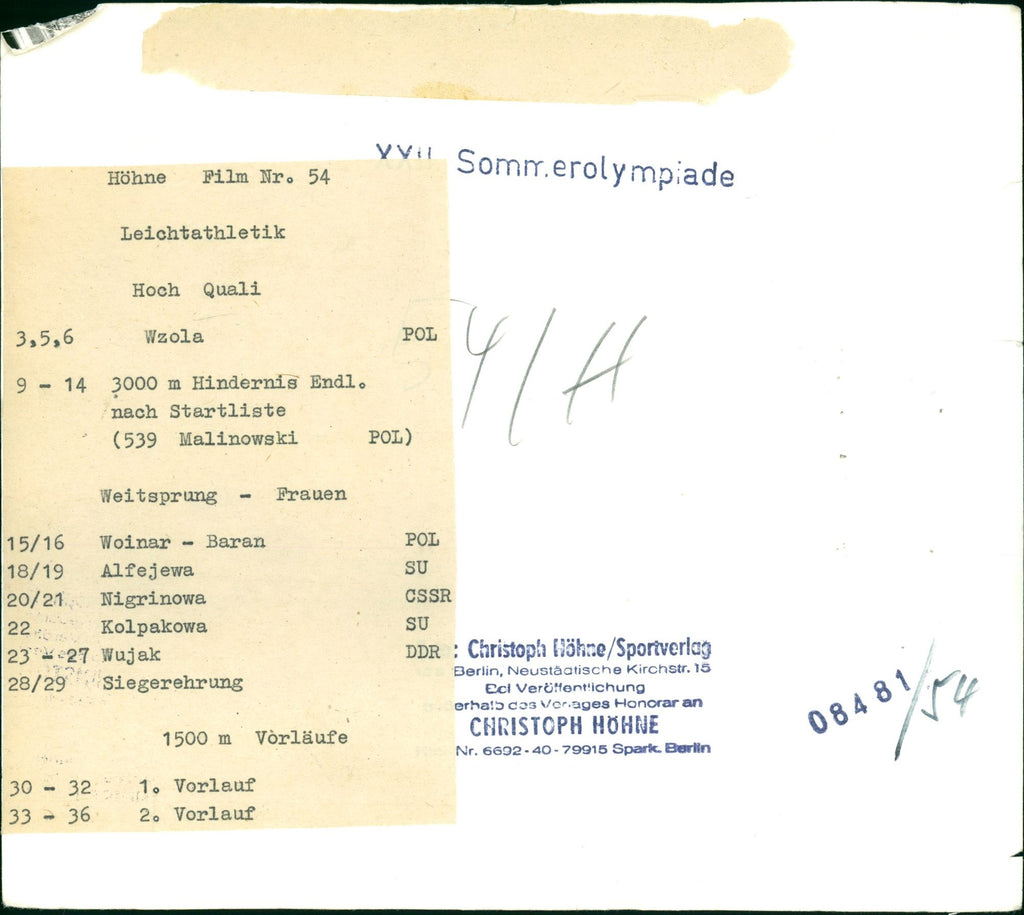 XXII. Sommerolympiade
Höhne Film Nr. 54
Leichtathletik
Hoch Quali
3,5,6 Wzola POL
9 - 14 3000 m Hindernis Endl.
nach Startliste
(539 Malinowski POL)
Weitsprung - Frauen
15/16 Woinar - Baran POL
18/19 Alfejewa SU
20/21 Nigrinowa CSSR
22 Kolpakowa SU
23 - 27 Wujak DDR
28/29 Siegerehrung
1500 m Vorläufe
30 - 32 1. Vorlauf
33 - 36 2. Vorlauf
54/H
: Christoph Höhne/Sportverlag
Berlin, Neustädtische Kirchstr. 15
Bei Veröffentlichung
erhalb des Verlages Honorar an
CHRISTOPH HÖHNE
Nr. 6692-40-79915 Spark. Berlin
08481/54